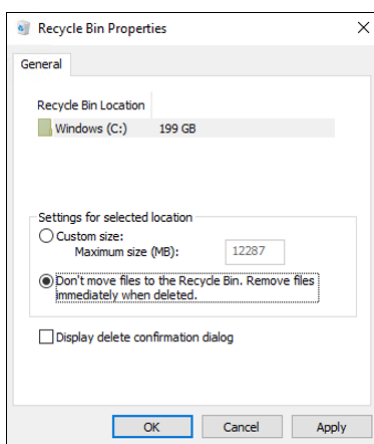 Recycle Bin Properties
General
Recycle Bin Location
Windows (C:) 199 GB
Settings for selected location
Custom size:
Maximum size (MB): 12287
Don't move files to the Recycle Bin. Remove files
immediately when deleted.
Display delete confirmation dialog
OK Cancel Apply